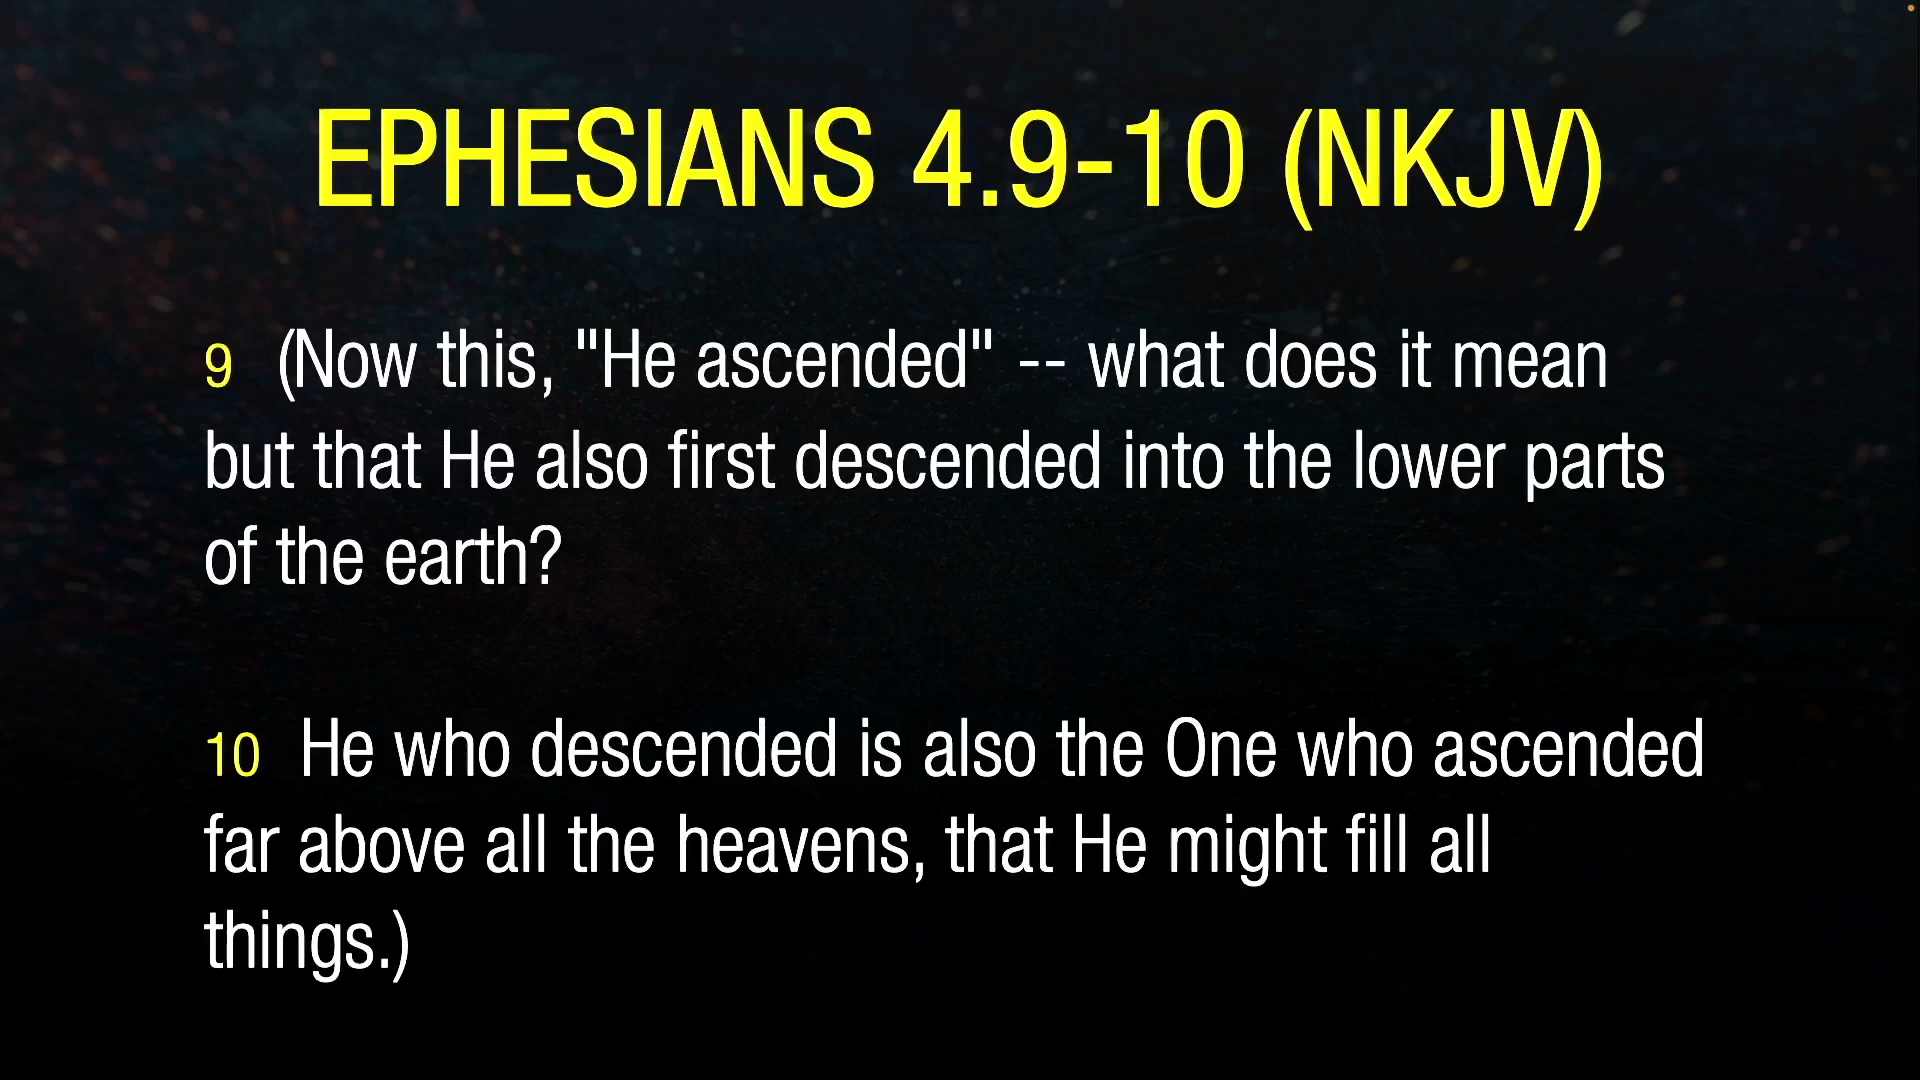 EPHESIANS 4.9-10 (NKJV)
9 (Now this, "He ascended" -- what does it mean
but that He also first descended into the lower parts
of the earth?
10 He who descended is also the One who ascended
far above all the heavens, that He might fill all
things.)